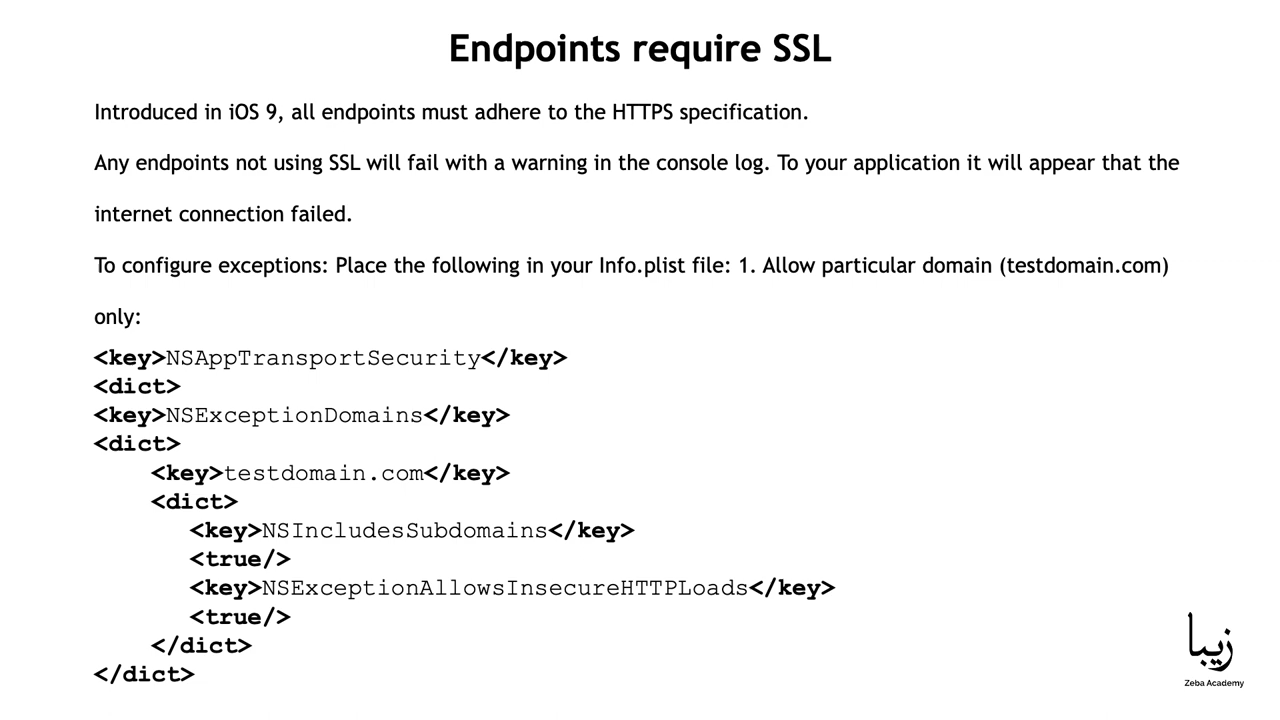 Endpoints require SSL
Introduced in iOS 9, all endpoints must adhere to the HTTPS specification.
Any endpoints not using SSL will fail with a warning in the console log. To your application it will appear that the
internet connection failed.
To configure exceptions: Place the following in your Info.plist file: 1. Allow particular domain (testdomain.com)
only:
<key>NSAppTransportSecurity</key>
<dict>
<key>NSExceptionDomains</key>
<dict>
<key>testdomain.com</key>
<dict>
<key>NSIncludesSubdomains</key>
<true/>
<key>NSExceptionAllowsInsecureHTTPLoads</key>
<true/>
</dict>
</dict>
زیبا
Zeba Academy